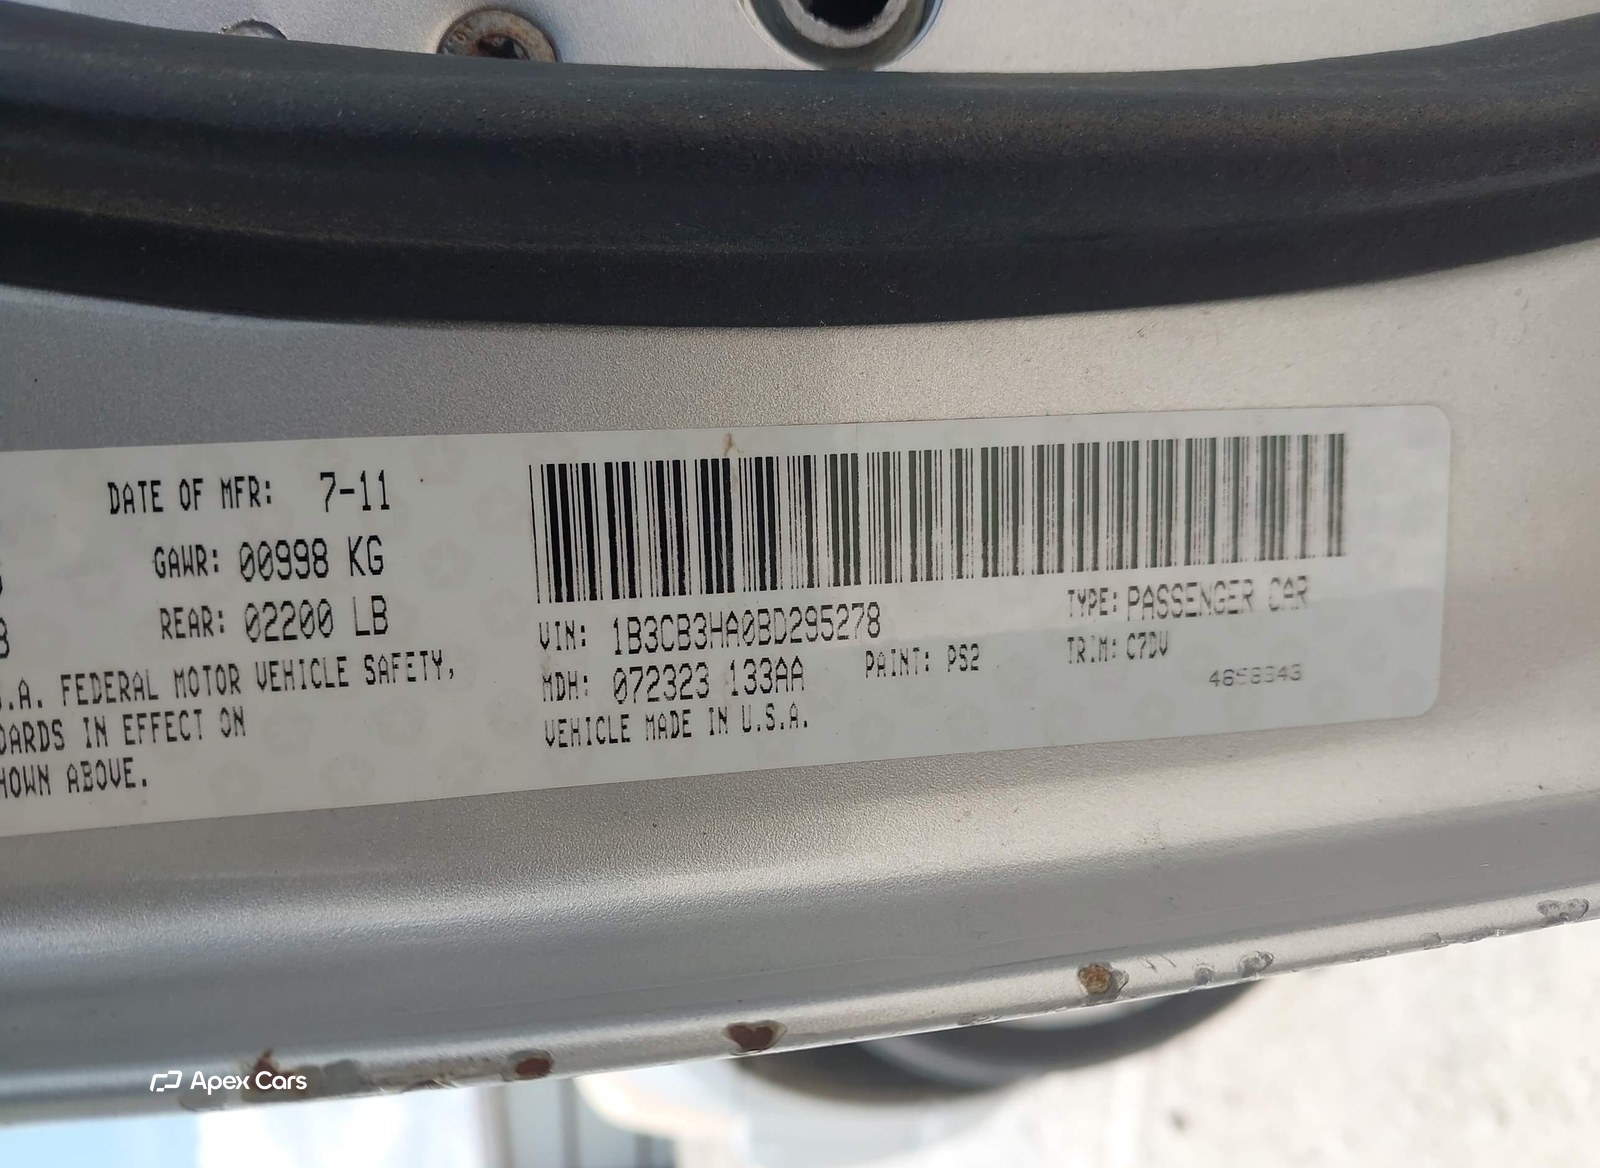 DATE OF MFR: 7-11
GAWR: 00998 KG
REAR: 02200 LB
.A. FEDERAL MOTOR VEHICLE SAFETY,
DARDS IN EFFECT ON
HOWN ABOVE.
VIN: 1B3CB3HA0BD295278
TYPE: PASSENGER CAR
MDH: 072323 133AA
PAINT: PS2
TRIM: C7DV
VEHICLE MADE IN U.S.A.
Apex Cars